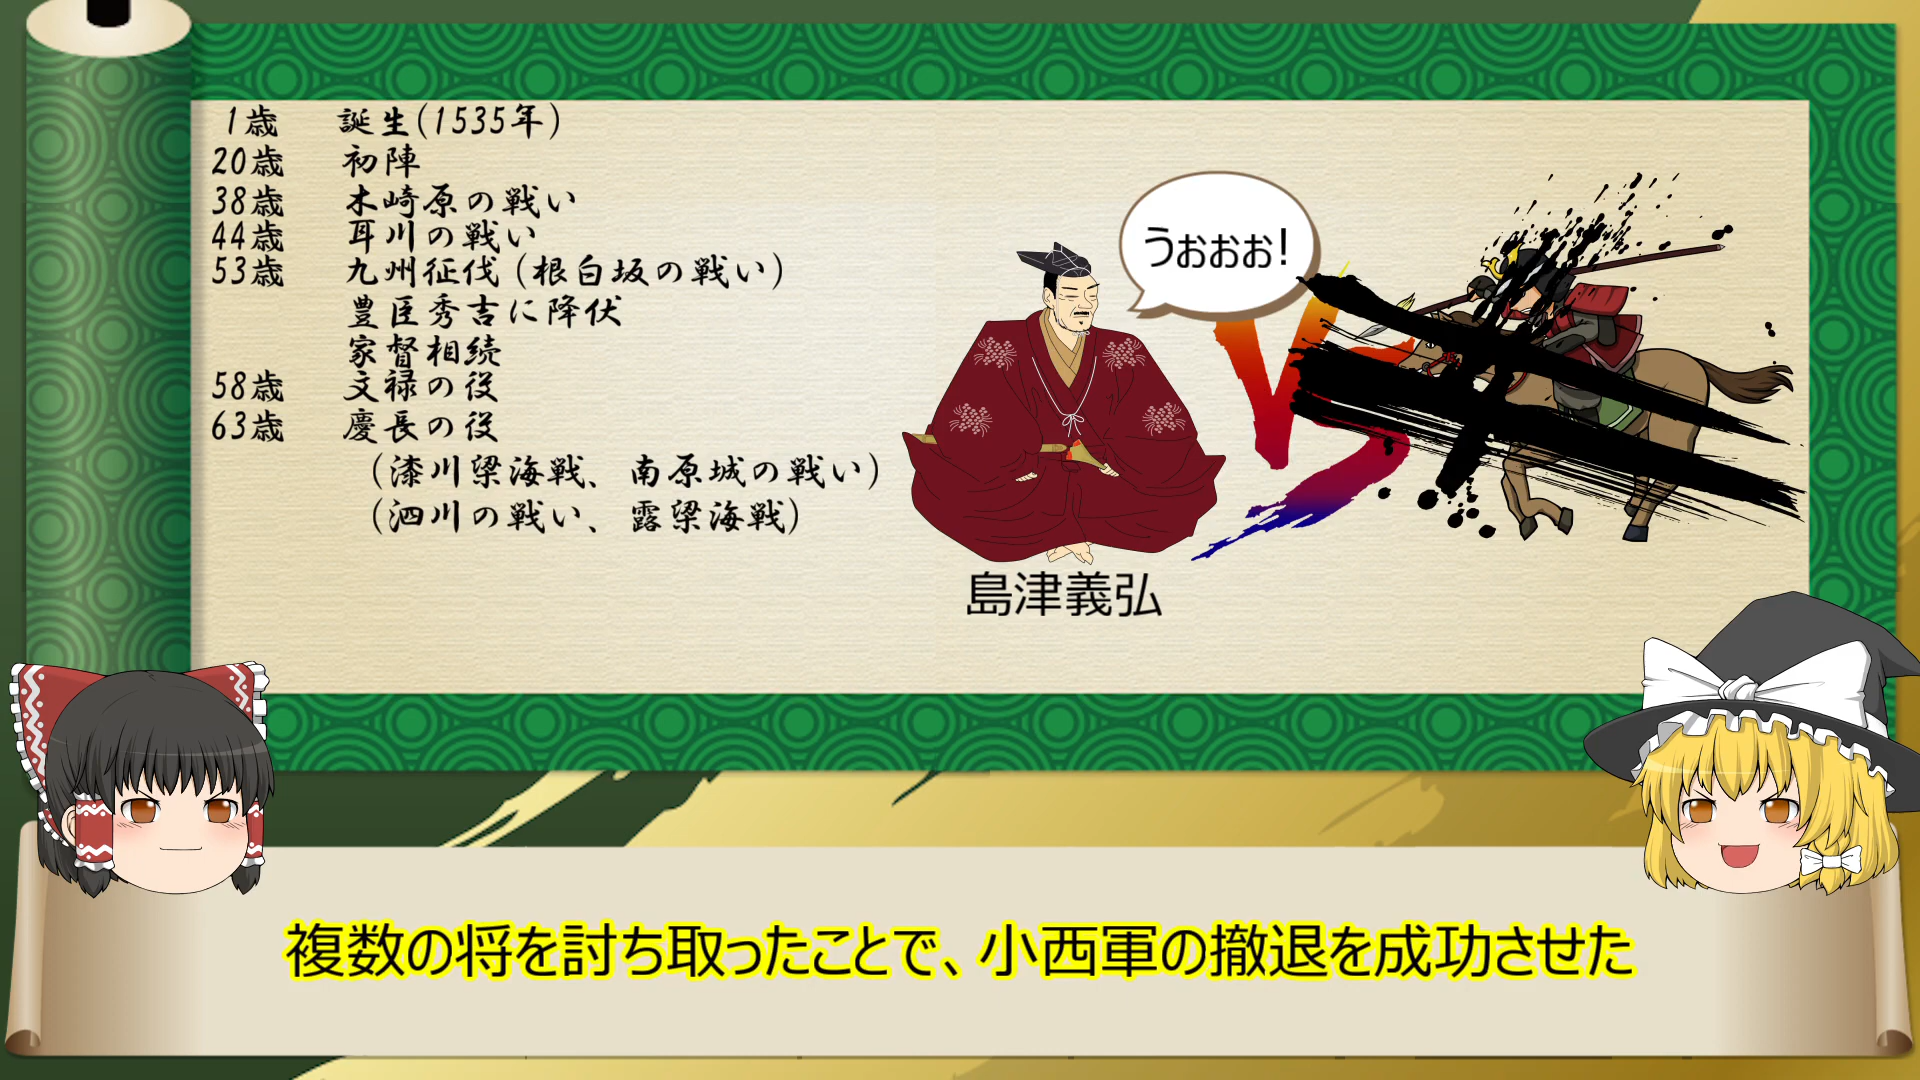 1歳 誕生(1535年)
20歳 初陣
38歳 木崎原の戦い
44歳 耳川の戦い
53歳 九州征伐(根白坂の戦い)
豊臣秀吉に降伏
家督相続
58歳 文禄の役
63歳 慶長の役
(漆川梁海戦、南原城の戦い)
(泗川の戦い、露梁海戦)
うぉぉぉ!
VS
島津義弘
複数の将を討ち取ったことで、小西軍の撤退を成功させた